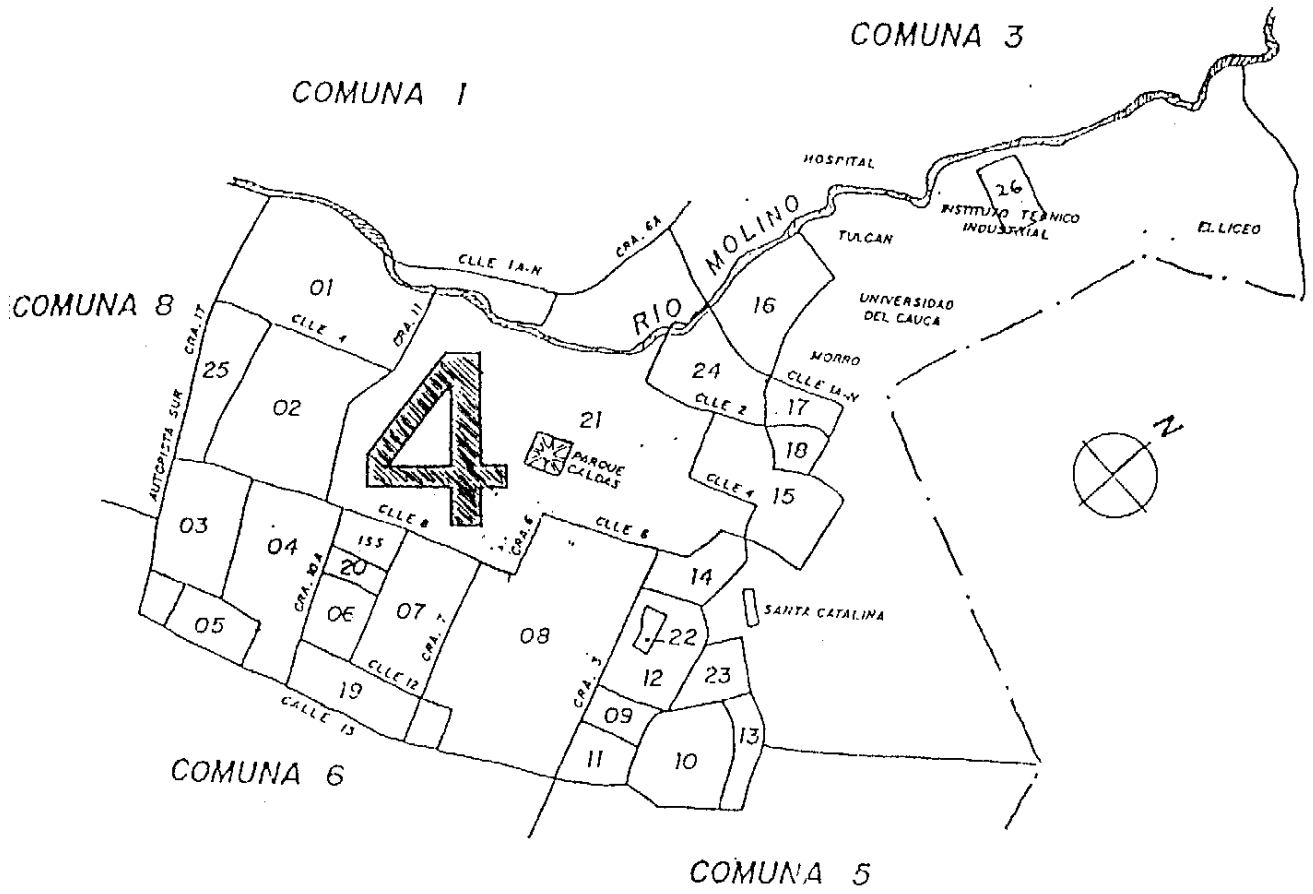 COMUNA 3
COMUNA 1
HOSPITAL
26
INSTITUTO TECNICO
INDUSTRIAL
EL LICEO
RIO MOLINO
TULCAN
CRA. 6A
CLLE 1A-N
COMUNA 8
01
CRA. 17
CLLE 4
CRA. 11
16
UNIVERSIDAD
DEL CAUCA
MORRO
CLLE 1A-N
25
02
4
24
CLLE 2
17
18
21
PARQUE
CALDAS
N
AUTOPISTA SUR
CLLE 4
15
03
04
CLLE 8
ISS
20
CRA. 6
CLLE 6
14
CRA. 10A
06
07
CRA. 7
08
SANTA CATALINA
05
22
12
23
CRA. 3
19
CLLE 12
CALLE 13
09
11
10
13
COMUNA 6
COMUNA 5